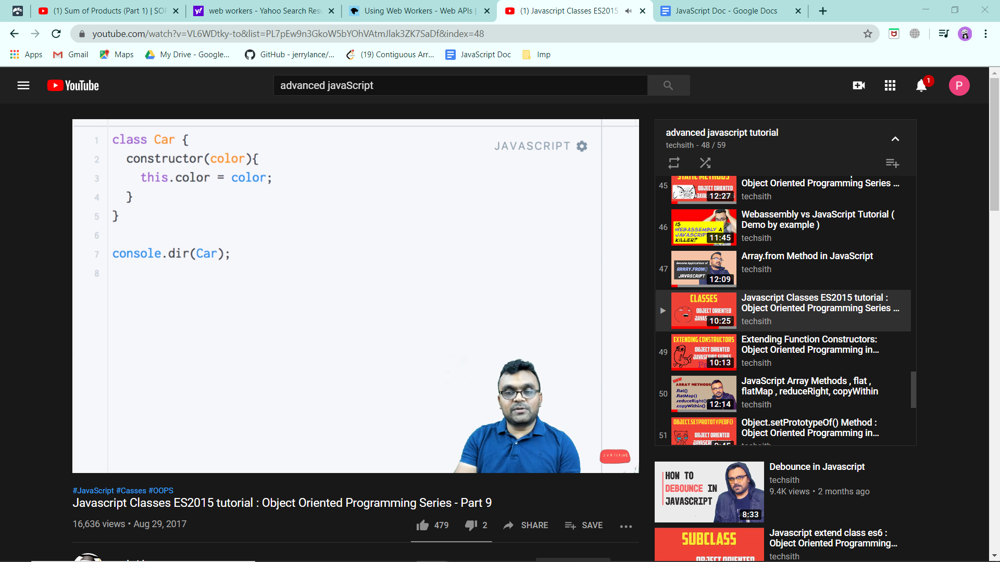 (1) Sum of Products (Part 1) | SOP
web workers - Yahoo Search Resu
Using Web Workers - Web APIs |
(1) Javascript Classes ES2015
JavaScript Doc - Google Docs
youtube.com/watch?v=VL6WDtky-to&list=PL7pEw9n3GkoW5bYOhVAtmJlak3ZK7SaDf&index=48
Apps
Gmail
Maps
My Drive - Google...
GitHub - jerrylance/...
(19) Contiguous Arr...
JavaScript Doc
Imp
YouTube
advanced javaScript
1
P
1 class Car {
2 constructor(color){
3 this.color = color;
4 }
5 }
6
7 console.dir(Car);
8
JAVASCRIPT
SUBSCRIBE
#JavaScript #Casses #OOPS
Javascript Classes ES2015 tutorial : Object Oriented Programming Series - Part 9
16,636 views • Aug 29, 2017
479
2
SHARE
SAVE
advanced javascript tutorial
techsith - 48 / 59
45
STATIC METHODS
OBJECT ORIENTED
12:27
Object Oriented Programming Series ...
techsith
46
IS
WEBASSEMBLY A
JAVASCRIPT
KILLER?
11:45
Webassembly vs JavaScript Tutorial (
Demo by example )
techsith
47
Awsome Applications of
ARRAY.FROM()
JAVASCRIPT
12:09
Array.from Method in JavaScript
techsith
CLASSES
OBJECT ORIENTED
10:25
Javascript Classes ES2015 tutorial :
Object Oriented Programming Series ...
techsith
49
EXTENDING CONSTRUCTORS
OBJECT ORIENTED
JAVASCRIPT SERIES
10:13
Extending Function Constructors:
Object Oriented Programming in...
techsith
50
NEW
ARRAY METHODS
.flat()
.flatMap()
.reduceRight()
.copyWithin()
12:14
JavaScript Array Methods , flat ,
flatMap , reduceRight, copyWithin
techsith
51
OBJECT.SETPROTOTYPEOF()
OBJECT ORIENTED
9:45
Object.setPrototypeOf() Method :
Object Oriented Programming in...
techsith
HOW TO
DEBOUNCE IN
JAVASCRIPT
8:33
Debounce in Javascript
techsith
9.4K views • 2 months ago
SUBCLASS
OBJECT ORIENTED
Javascript extend class es6 :
Object Oriented Programming...
techsith